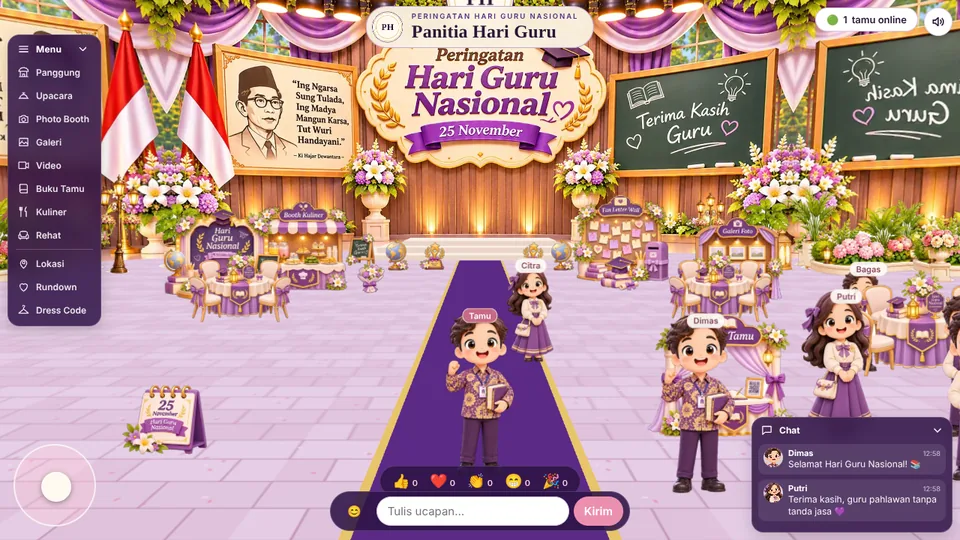 PH
PH
PERINGATAN HARI GURU NASIONAL
Panitia Hari Guru
1 tamu online
Menu
Panggung
Upacara
Photo Booth
Galeri
Video
Buku Tamu
Kuliner
Rehat
Lokasi
Rundown
Dress Code
"Ing Ngarsa
Sung Tulada,
Ing Madya
Mangun Karsa,
Tut Wuri
Handayani."
– Ki Hajar Dewantara –
Peringatan
Hari Guru
Nasional
25 November
Terima Kasih
Guru
Hari
Guru
Nasional
Booth Kuliner
Galeri Foto
Citra
Tamu
Dimas
Putri
Bagas
Tamu
25
November
Hari Guru
Nasional
👍 0
❤️ 0
👏 0
😁 0
🎉 0
Tulis ucapan...
Kirim
Chat
Dimas
12:58
Selamat Hari Guru Nasional! 📚
Putri
12:58
Terima kasih, guru pahlawan tanpa
tanda jasa 💜